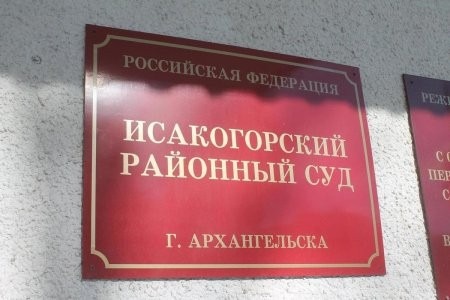 РОССИЙСКАЯ ФЕДЕРАЦИЯ
ИСАКОГОРСКИЙ
РАЙОННЫЙ СУД
Г. АРХАНГЕЛЬСКА